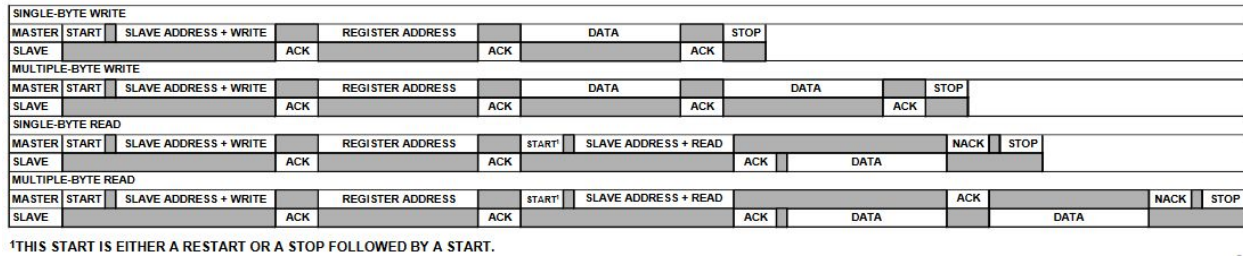 SINGLE-BYTE WRITE
MASTER START SLAVE ADDRESS + WRITE REGISTER ADDRESS DATA STOP
SLAVE ACK ACK ACK
MULTIPLE-BYTE WRITE
MASTER START SLAVE ADDRESS + WRITE REGISTER ADDRESS DATA DATA STOP
SLAVE ACK ACK ACK ACK
SINGLE-BYTE READ
MASTER START SLAVE ADDRESS + WRITE REGISTER ADDRESS START¹ SLAVE ADDRESS + READ NACK STOP
SLAVE ACK ACK ACK DATA
MULTIPLE-BYTE READ
MASTER START SLAVE ADDRESS + WRITE REGISTER ADDRESS START¹ SLAVE ADDRESS + READ ACK NACK STOP
SLAVE ACK ACK ACK DATA DATA
¹THIS START IS EITHER A RESTART OR A STOP FOLLOWED BY A START.